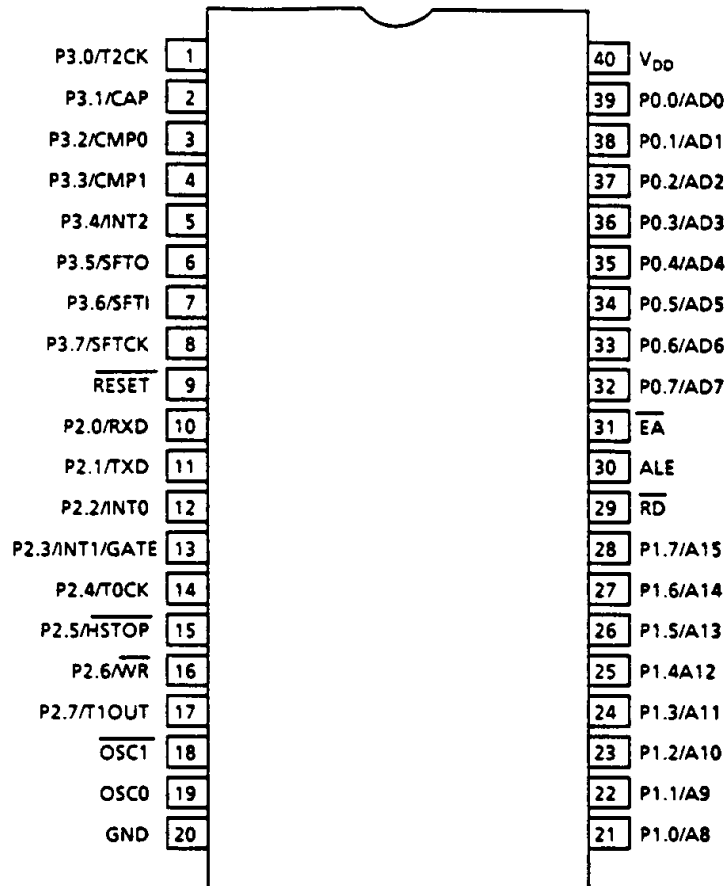 P3.0/T2CK 1 40 VDD
P3.1/CAP 2 39 P0.0/AD0
P3.2/CMP0 3 38 P0.1/AD1
P3.3/CMP1 4 37 P0.2/AD2
P3.4/INT2 5 36 P0.3/AD3
P3.5/SFTO 6 35 P0.4/AD4
P3.6/SFTI 7 34 P0.5/AD5
P3.7/SFTCK 8 33 P0.6/AD6
RESET 9 32 P0.7/AD7
P2.0/RXD 10 31 EA
P2.1/TXD 11 30 ALE
P2.2/INT0 12 29 RD
P2.3/INT1/GATE 13 28 P1.7/A15
P2.4/T0CK 14 27 P1.6/A14
P2.5/HSTOP 15 26 P1.5/A13
P2.6/WR 16 25 P1.4A12
P2.7/T1OUT 17 24 P1.3/A11
OSC1 18 23 P1.2/A10
OSC0 19 22 P1.1/A9
GND 20 21 P1.0/A8